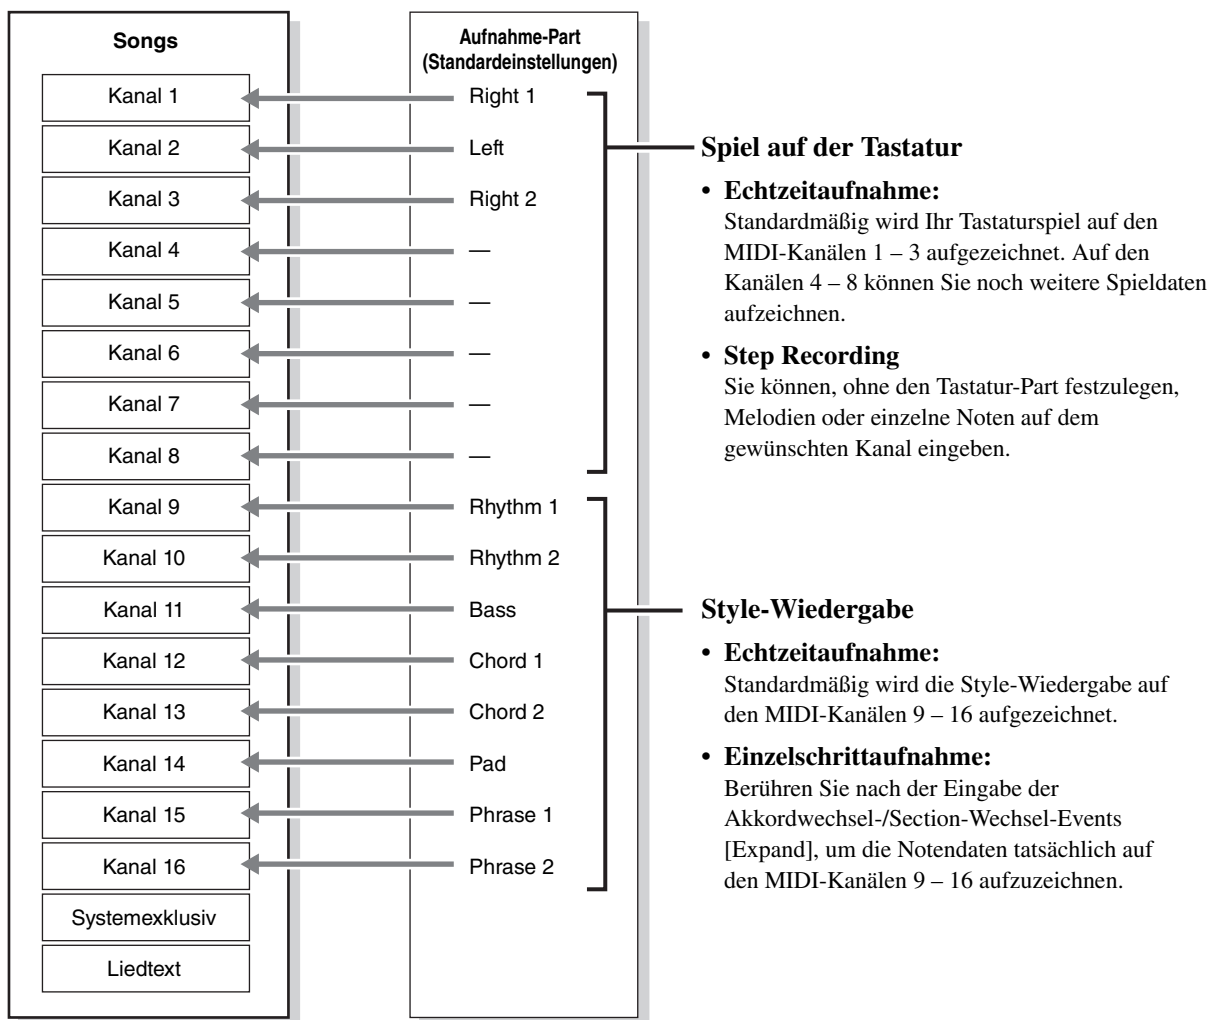 Songs
Kanal 1
Kanal 2
Kanal 3
Kanal 4
Kanal 5
Kanal 6
Kanal 7
Kanal 8
Kanal 9
Kanal 10
Kanal 11
Kanal 12
Kanal 13
Kanal 14
Kanal 15
Kanal 16
Systemexklusiv
Liedtext
Aufnahme-Part
(Standardeinstellungen)
Right 1
Left
Right 2
—
—
—
—
—
Rhythm 1
Rhythm 2
Bass
Chord 1
Chord 2
Pad
Phrase 1
Phrase 2
Spiel auf der Tastatur
• Echtzeitaufnahme:
Standardmäßig wird Ihr Tastaturspiel auf den
MIDI-Kanälen 1 – 3 aufgezeichnet. Auf den
Kanälen 4 – 8 können Sie noch weitere Spieldaten
aufzeichnen.
• Step Recording
Sie können, ohne den Tastatur-Part festzulegen,
Melodien oder einzelne Noten auf dem
gewünschten Kanal eingeben.
Style-Wiedergabe
• Echtzeitaufnahme:
Standardmäßig wird die Style-Wiedergabe auf
den MIDI-Kanälen 9 – 16 aufgezeichnet.
• Einzelschrittaufnahme:
Berühren Sie nach der Eingabe der
Akkordwechsel-/Section-Wechsel-Events
[Expand], um die Notendaten tatsächlich auf
den MIDI-Kanälen 9 – 16 aufzuzeichnen.